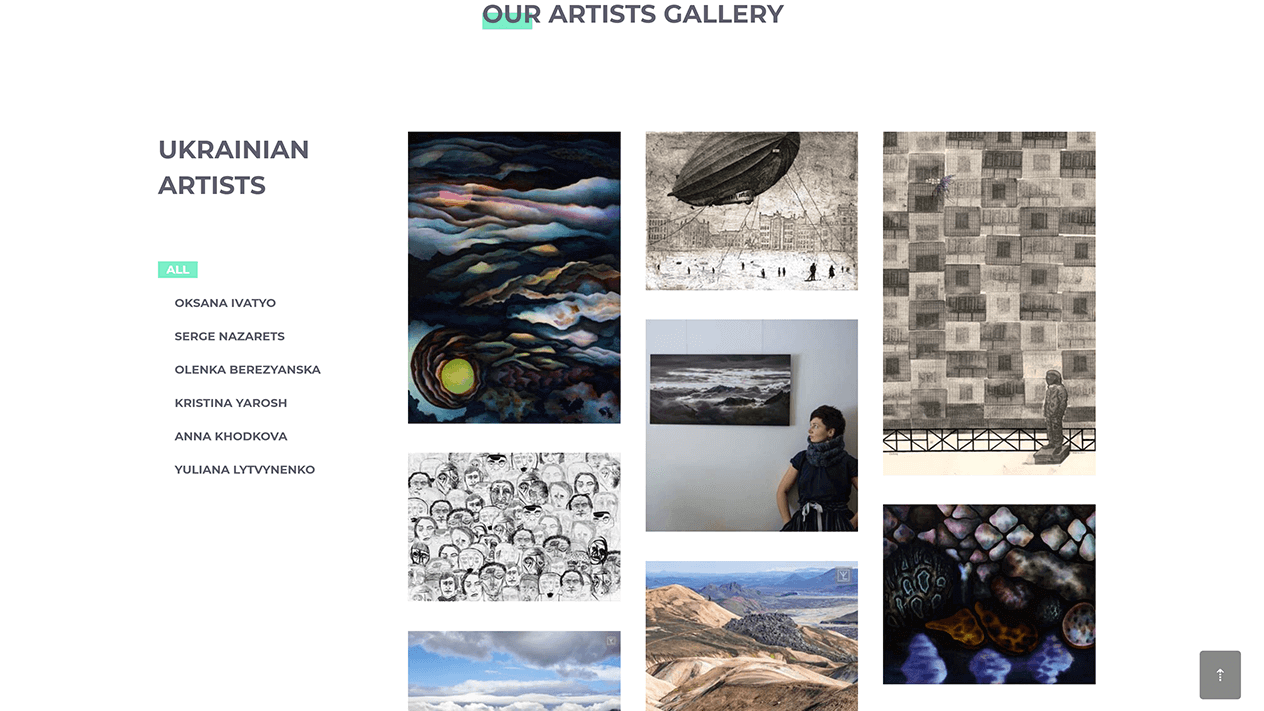 OUR ARTISTS GALLERY
UKRAINIAN
ARTISTS
ALL
OKSANA IVATYO
SERGE NAZARETS
OLENKA BEREZYANSKA
KRISTINA YAROSH
ANNA KHODKOVA
YULIANA LYTVYNENKO